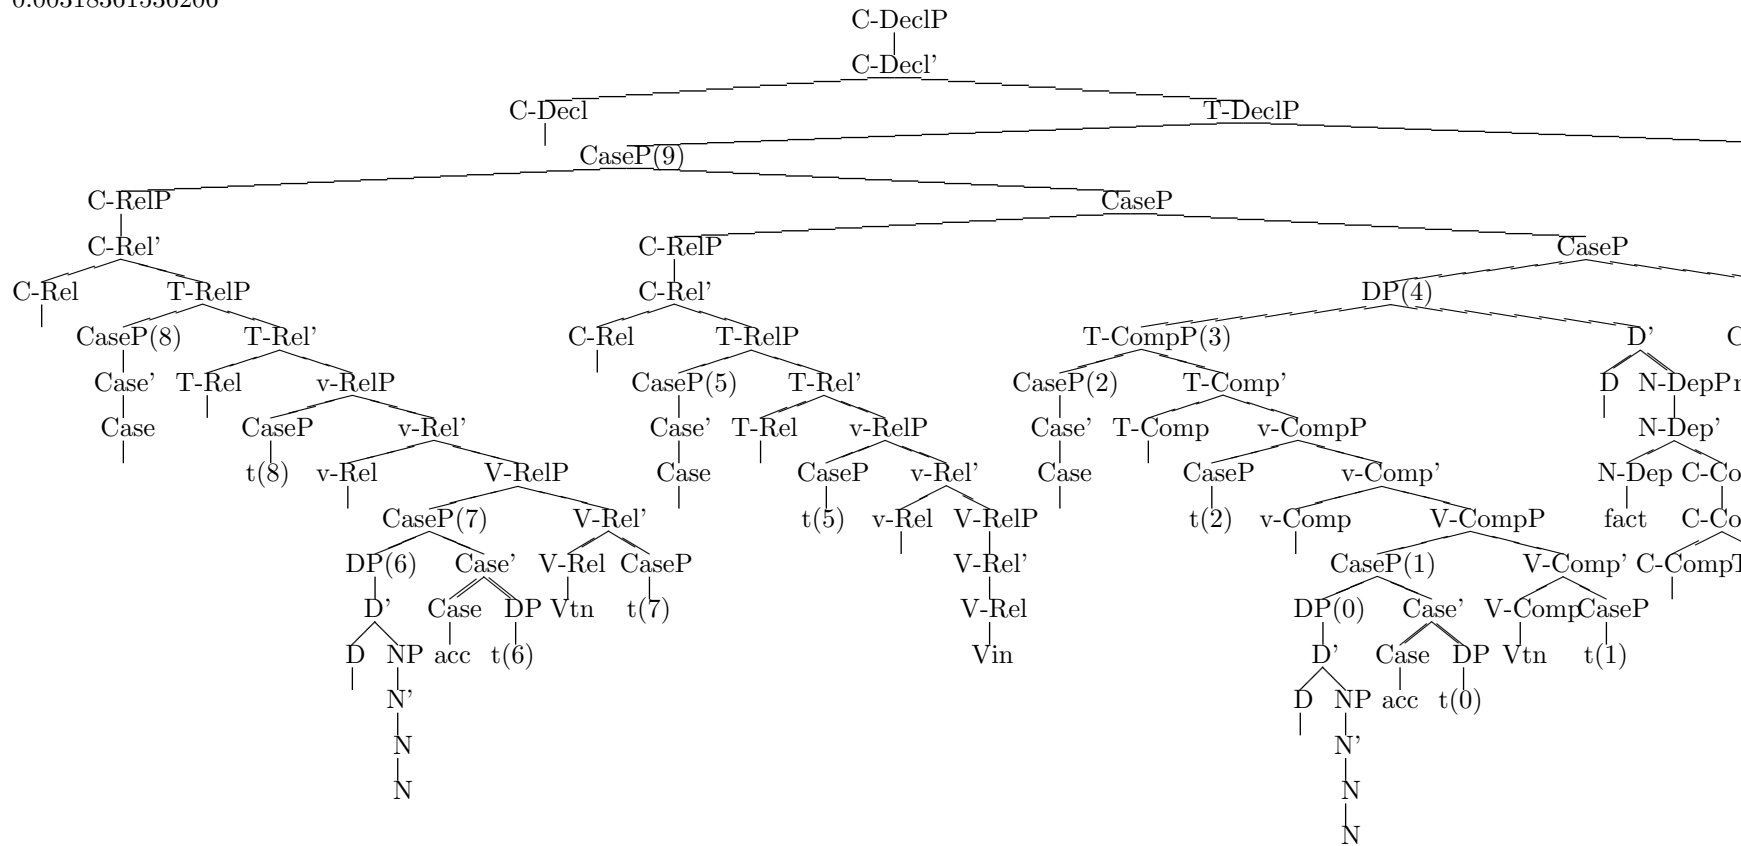 C-DeclP
C-Decl’
C-Decl T-DeclP
CaseP(9)
C-RelP CaseP
C-Rel’ C-RelP CaseP
C-Rel T-RelP C-Rel’ DP(4)
CaseP(8) T-Rel’ C-Rel T-RelP T-CompP(3) D’ C
Case’ T-Rel v-RelP CaseP(5) T-Rel’ CaseP(2) T-Comp’ D N-DepPr
Case CaseP v-Rel’ Case’ T-Rel v-RelP Case’ T-Comp v-CompP N-Dep’
t(8) v-Rel V-RelP Case CaseP v-Rel’ Case CaseP v-Comp’ N-Dep C-Co
CaseP(7) V-Rel’ t(5) v-Rel V-RelP t(2) v-Comp V-CompP fact C-Co
DP(6) Case’ V-Rel CaseP V-Rel’ CaseP(1) V-Comp’ C-CompT
D’ Case DP Vtn t(7) V-Rel DP(0) Case’ V-Comp CaseP
D NP acc t(6) Vin D’ Case DP Vtn t(1)
N’ D NP acc t(0)
N N’
N N
N